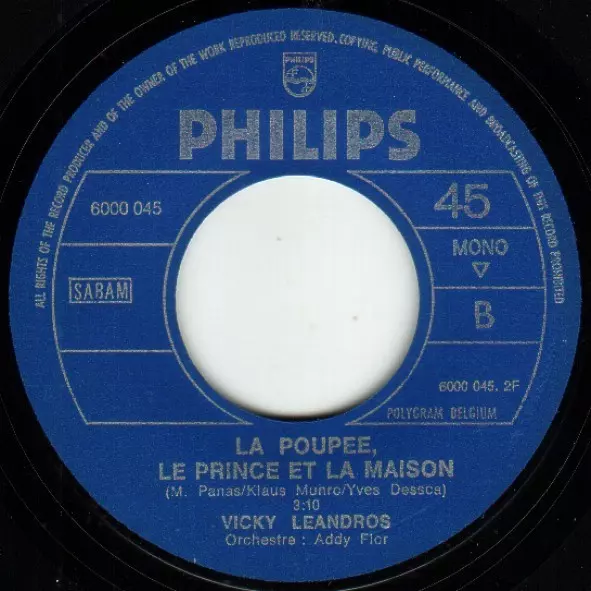 ALL RIGHTS OF THE RECORD PRODUCER AND OF THE OWNER OF THE WORK REPRODUCED RESERVED. COPYING PUBLIC PERFORMANCE AND BROADCASTING OF THIS RECORD PROHIBITED
PHILIPS
PHILIPS
6000 045
45
MONO
SABAM
B
6000 045. 2F
POLYGRAM BELGIUM
LA POUPEE,
LE PRINCE ET LA MAISON
(M. Panas/Klaus Munro/Yves Dessca)
3:10
VICKY LEANDROS
Orchestre : Addy Flor